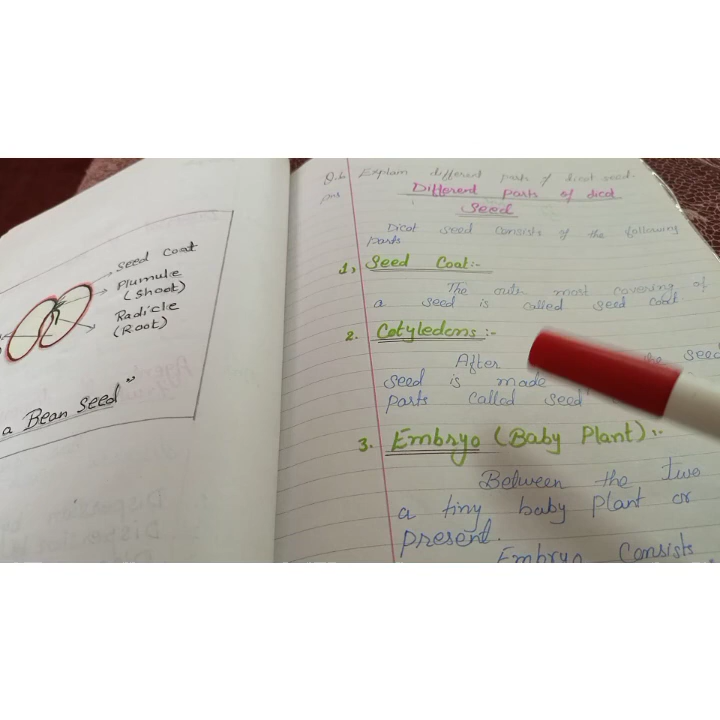 Seed Coat
Plumule
(Shoot)
Radicle
(Root)
a Bean Seed"
Explain different parts of dicot seed.
Ans Different parts of dicot
Seed
Dicot seed consists of the following
parts
1, Seed Coat:-
The outer most covering of
a seed is called seed coat
2. Cotyledons:-
After the seed
seed is made
parts called seed
3. Embryo (Baby Plant):-
Between the two
a tiny baby plant or
present.
Embryo Consists